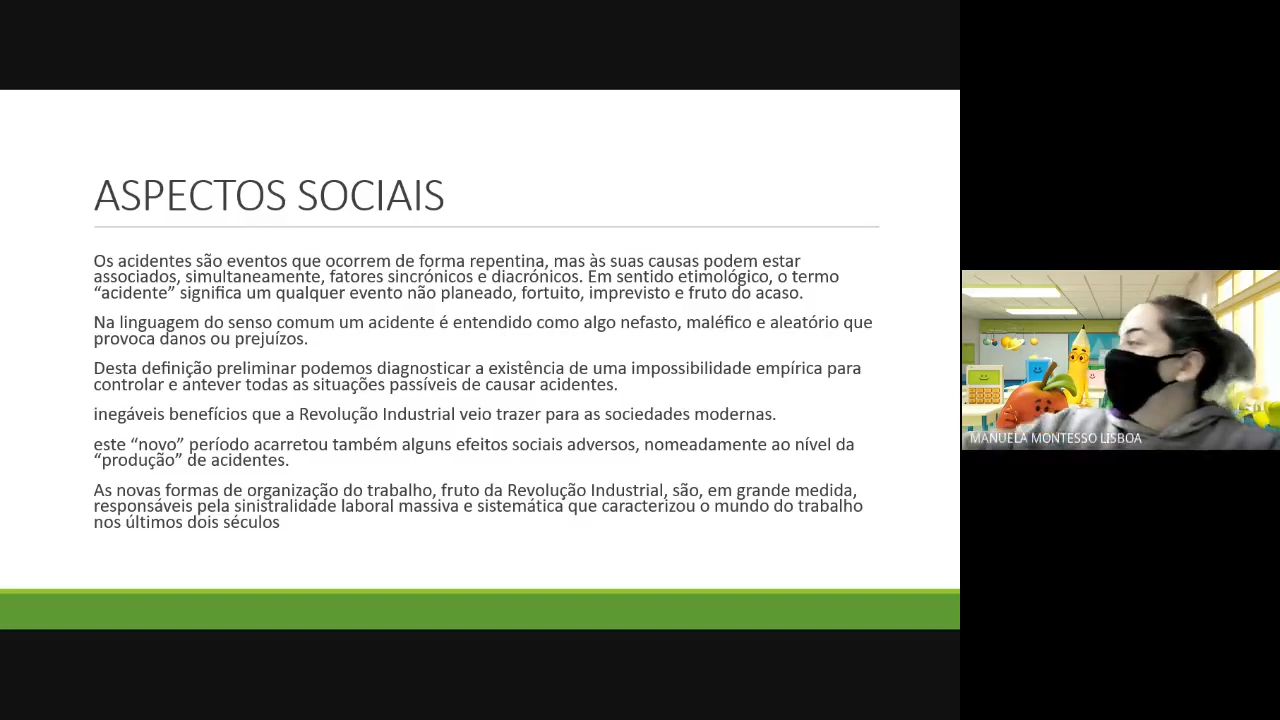 ASPECTOS SOCIAIS
Os acidentes são eventos que ocorrem de forma repentina, mas às suas causas podem estar
associados, simultaneamente, fatores sincrónicos e diacrónicos. Em sentido etimológico, o termo
“acidente” significa um qualquer evento não planeado, fortuito, imprevisto e fruto do acaso.
Na linguagem do senso comum um acidente é entendido como algo nefasto, maléfico e aleatório que
provoca danos ou prejuízos.
Desta definição preliminar podemos diagnosticar a existência de uma impossibilidade empírica para
controlar e antever todas as situações passíveis de causar acidentes.
inegáveis benefícios que a Revolução Industrial veio trazer para as sociedades modernas.
este “novo” período acarretou também alguns efeitos sociais adversos, nomeadamente ao nível da
“produção” de acidentes.
As novas formas de organização do trabalho, fruto da Revolução Industrial, são, em grande medida,
responsáveis pela sinistralidade laboral massiva e sistemática que caracterizou o mundo do trabalho
nos últimos dois séculos
MANUELA MONTESSO LISBOA